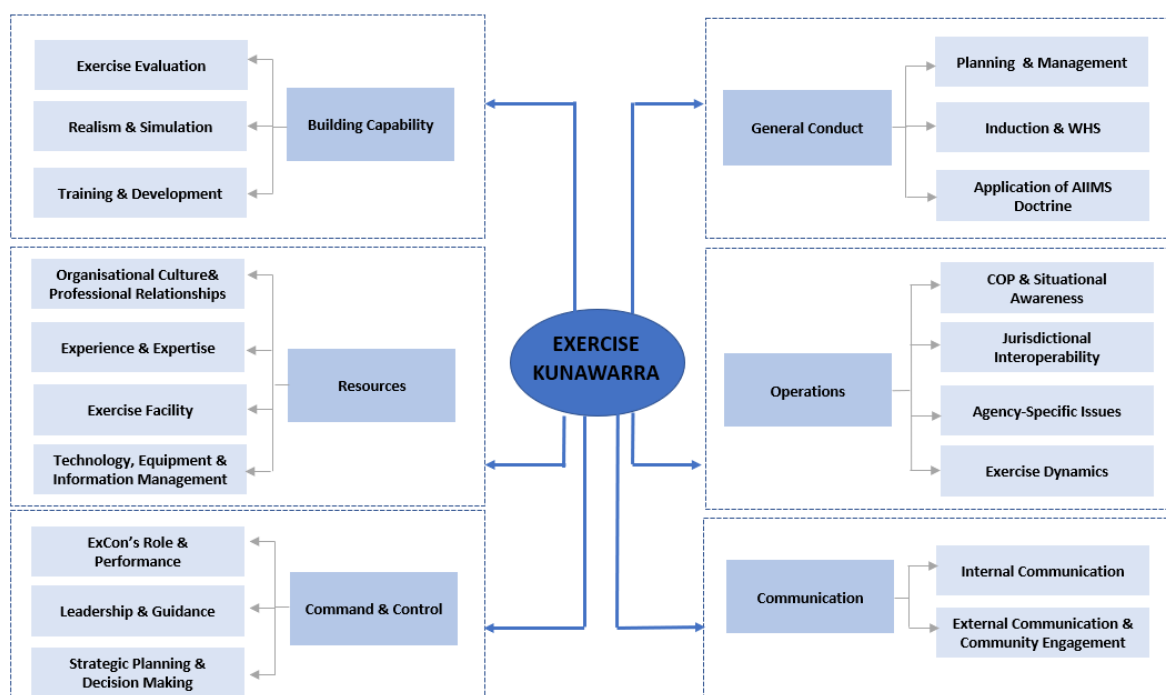 Exercise Evaluation
Realism & Simulation
Training & Development
Building Capability
Organisational Culture&
Professional Relationships
Experience & Expertise
Exercise Facility
Technology, Equipment &
Information Management
Resources
ExCon's Role &
Performance
Leadership & Guidance
Strategic Planning &
Decision Making
Command & Control
EXERCISE
KUNAWARRA
General Conduct
Planning & Management
Induction & WHS
Application of AIIMS
Doctrine
Operations
COP & Situational
Awareness
Jurisdictional
Interoperability
Agency-Specific Issues
Exercise Dynamics
Communication
Internal Communication
External Communication &
Community Engagement